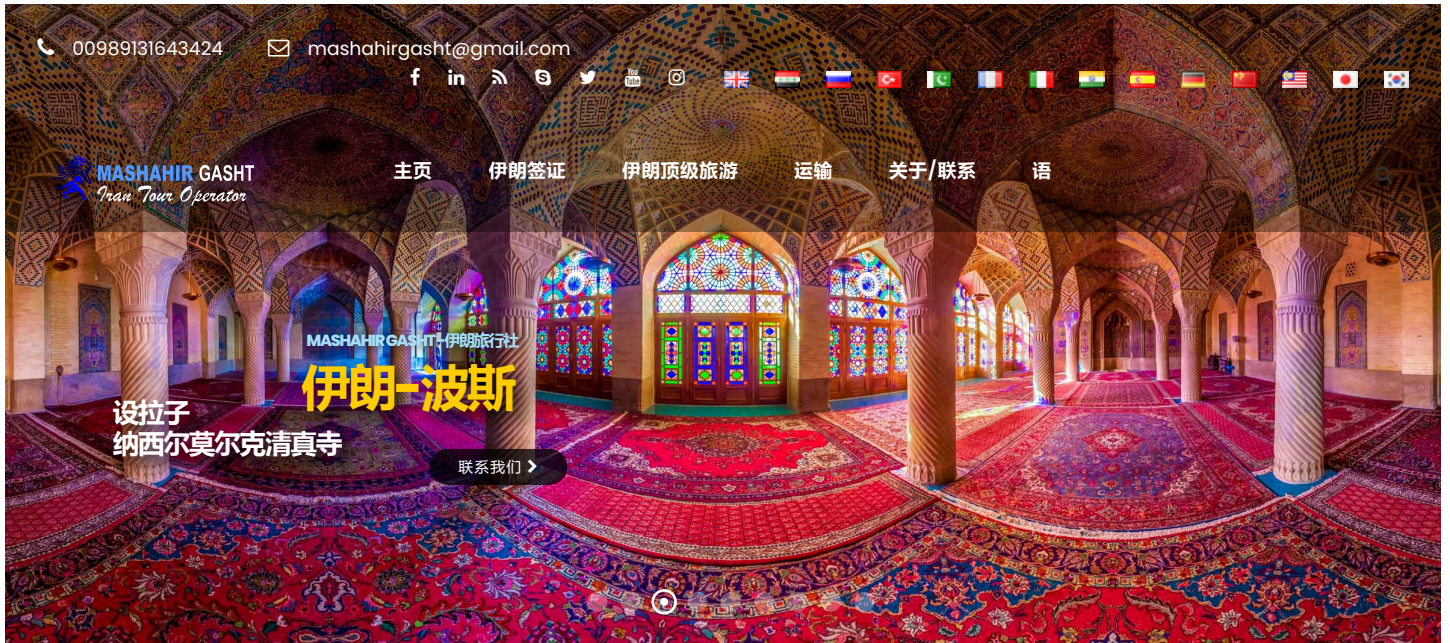 00989131643424 mashahirgasht@gmail.com
You Tube
MASHAHIR GASHT
Iran Tour Operator
主页 伊朗签证 伊朗顶级旅游 运输 关于/联系 语
MASHAHIR GASHT-伊朗旅行社
伊朗-波斯
设拉子
纳西尔莫尔克清真寺
联系我们